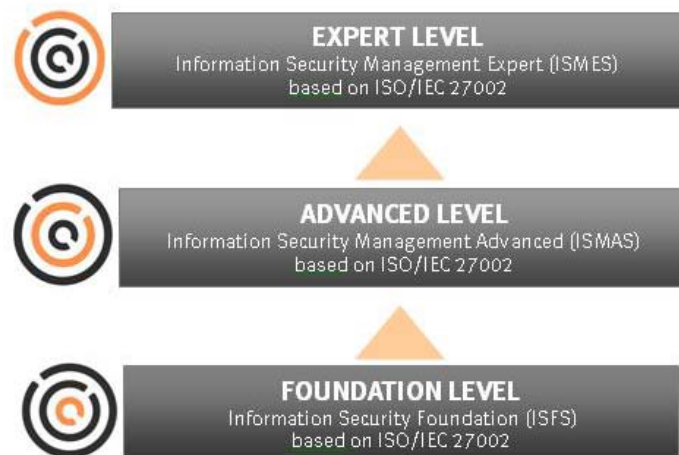 EXPERT LEVEL
Information Security Management Expert (ISMES)
based on ISO/IEC 27002
ADVANCED LEVEL
Information Security Management Advanced (ISMAS)
based on ISO/IEC 27002
FOUNDATION LEVEL
Information Security Foundation (ISFS)
based on ISO/IEC 27002